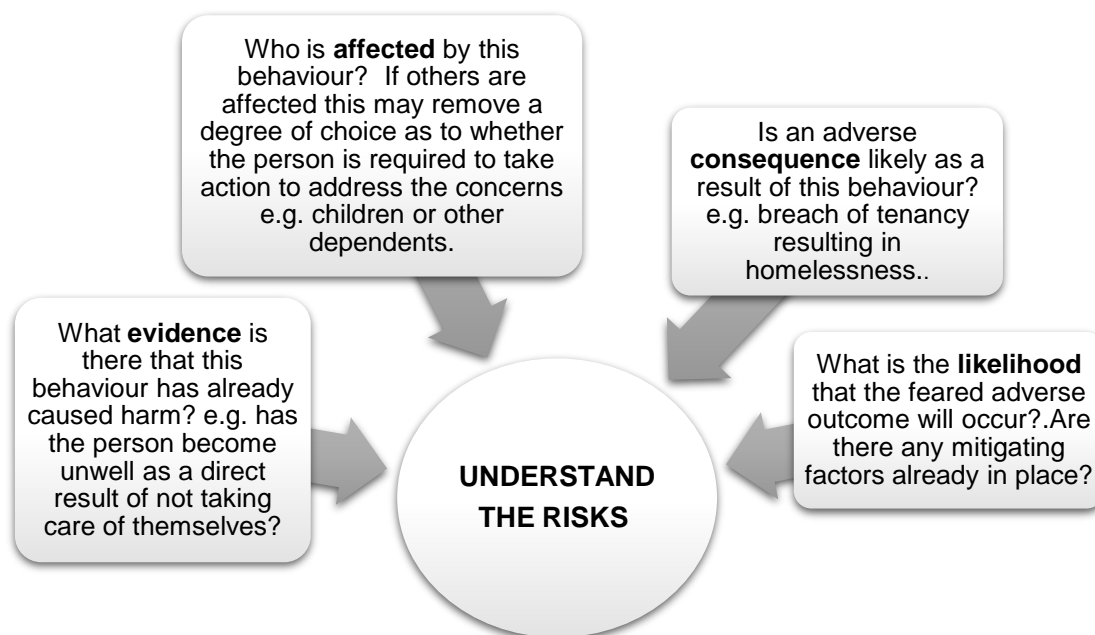 Who is affected by this
behaviour?  If others are
affected this may remove a
degree of choice as to whether
the person is required to take
action to address the concerns
e.g. children or other
dependents.
Is an adverse
consequence likely as a
result of this behaviour?
e.g. breach of tenancy
resulting in
homelessness..
What evidence is
there that this
behaviour has already
caused harm? e.g. has
the person become
unwell as a direct
result of not taking
care of themselves?
What is the likelihood
that the feared adverse
outcome will occur?.Are
there any mitigating
factors already in place?
UNDERSTAND
THE RISKS